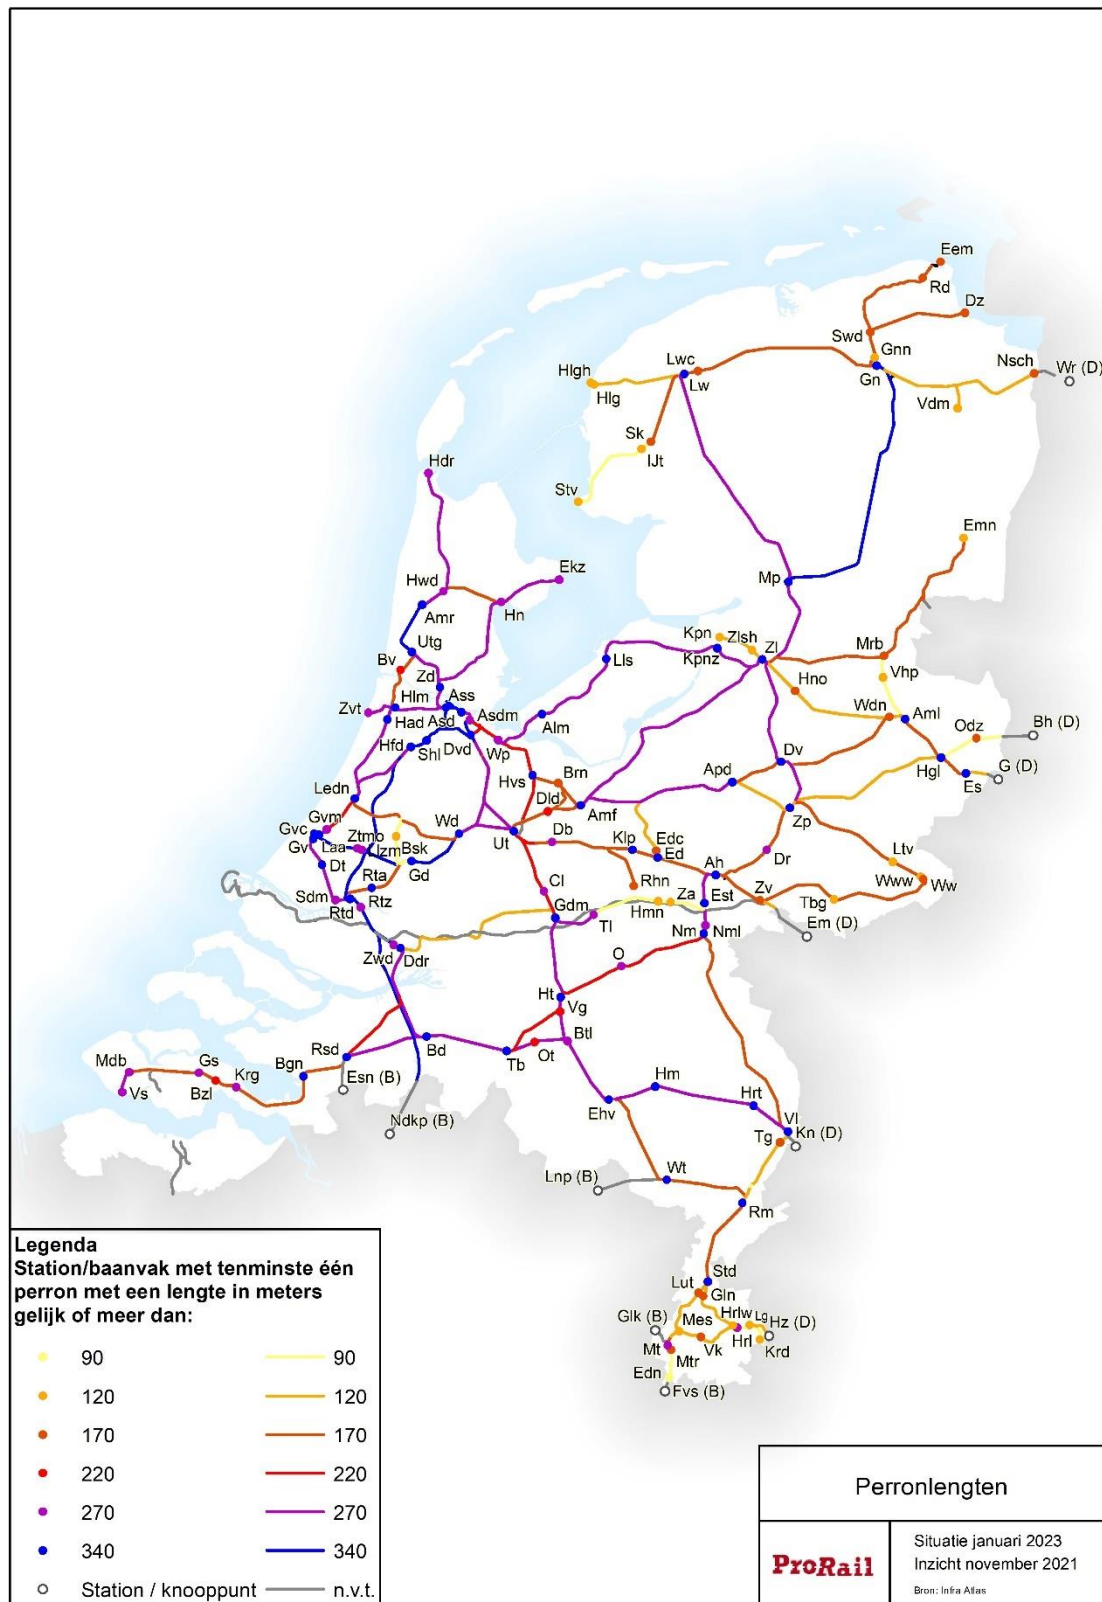 Eem
Rd
Dz
Swd
Gnn
Lwc
Nsch
Hlgh
Gn
Wr (D)
Lw
Hlg
Vdm
Sk
IJt
Hdr
Stv
Emn
Ekz
Mp
Hwd
Hn
Amr
Kpn
Zlsh
Utg
Zl
Mrb
Bv
Lls
Kpnz
Vhp
Zd
Hno
Hlm
Ass
Wdn
Aml
Zvt
Asdm
Odz
Bh (D)
Had
Asd
Alm
Hfd
Dvd
Wp
Dv
Shl
Hgl
G (D)
Apd
Es
Hvs
Brn
Ledn
Dld
Amf
Zp
Gvm
Gvc
Wd
Ztmo
Db
Klp
Gv
Laa
Lzm
Bsk
Ut
Edc
Ltv
Dt
Gd
Ed
Ah
Dr
Rta
Www
Ww
Cl
Rhn
Sdm
Rtz
Za
Est
Zv
Rtd
Gdm
Hmn
Tbg
Tl
Em (D)
Nm
Nml
Zwd
Ddr
O
Ht
Vg
Btl
Rsd
Bd
Mdb
Gs
Bgn
Tb
Ot
Krg
Hm
Esn (B)
Hrt
Vs
Bzl
Ehv
Vl
Ndkp (B)
Kn (D)
Tg
Lnp (B)
Wt
Rm
Std
Lut
Gln
Glk (B)
Mes
Hrlw
Lg
Hz (D)
Mt
Hrl
Mtr
Vk
Krd
Edn
Fvs (B)
Legenda
Station/baanvak met tenminste één
perron met een lengte in meters
gelijk of meer dan:
90 90
120 120
170 170
220 220
270 270
340 340
Station / knooppunt n.v.t.
Perronlengten
ProRail
Situatie januari 2023
Inzicht november 2021
Bron: Infra Atlas